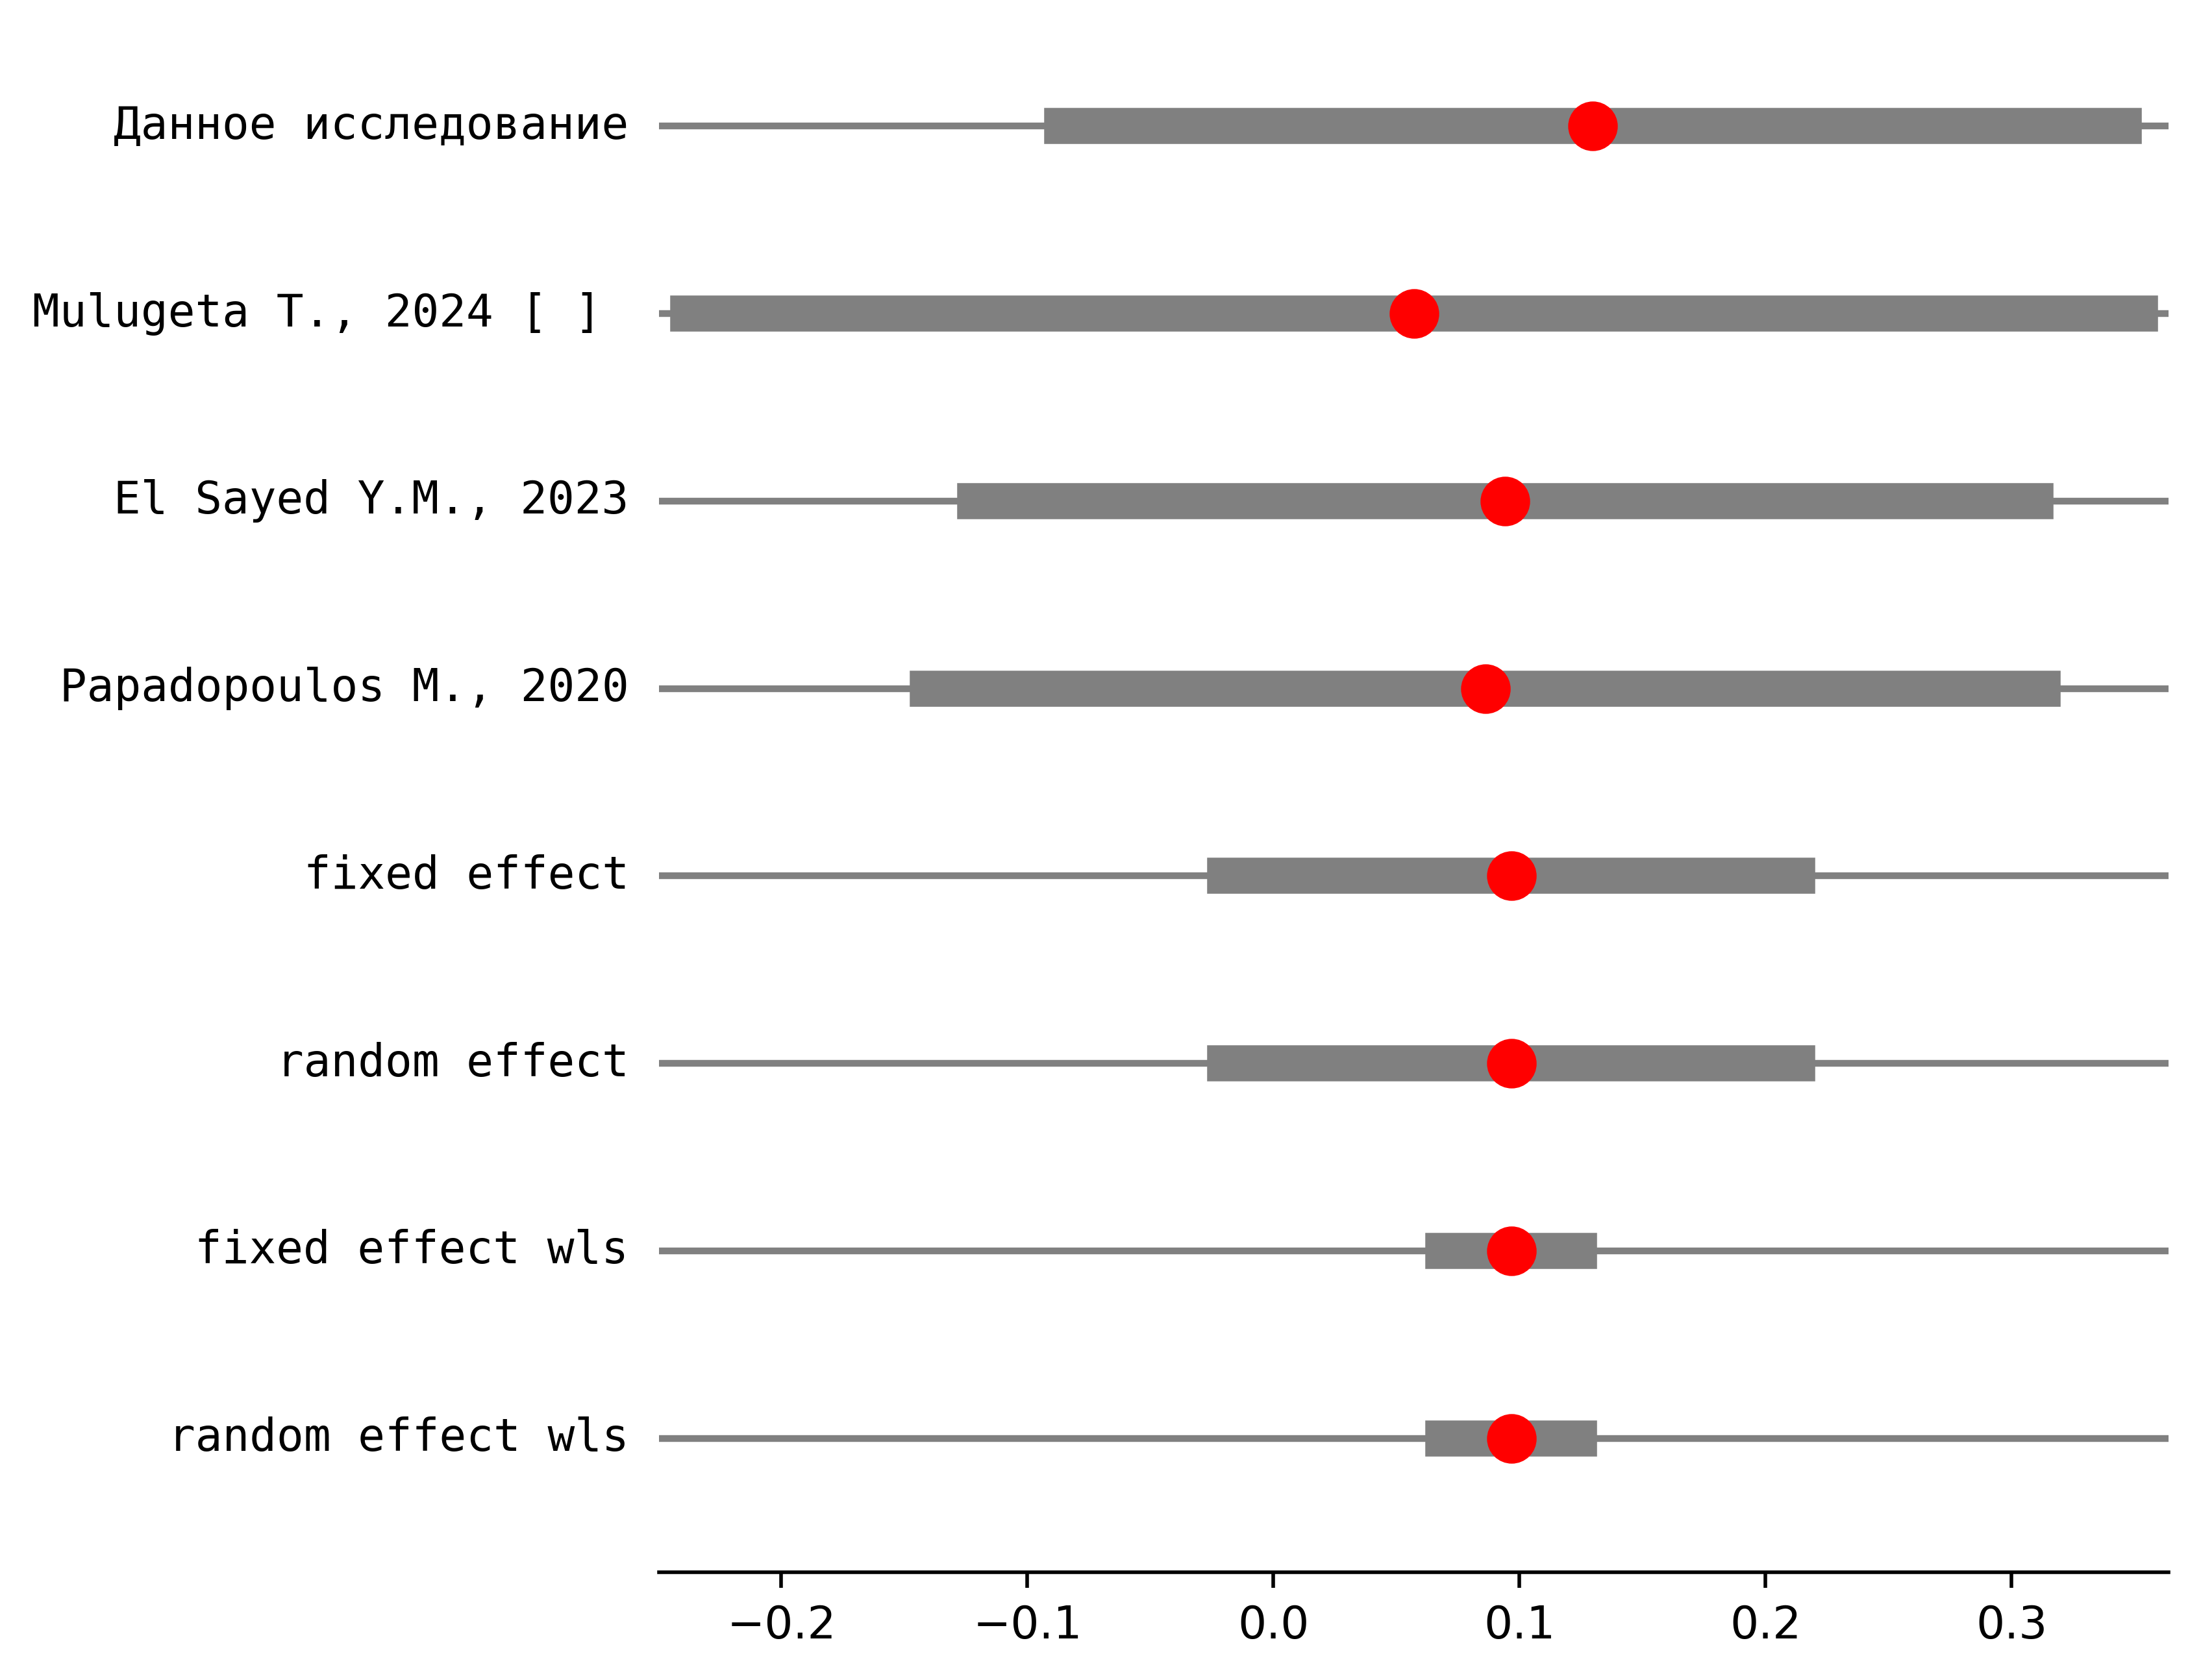 Данное исследование
Mulugeta T., 2024 [ ]
El Sayed Y.M., 2023
Papadopoulos M., 2020
fixed effect
random effect
fixed effect wls
random effect wls
−0.2 −0.1 0.0 0.1 0.2 0.3